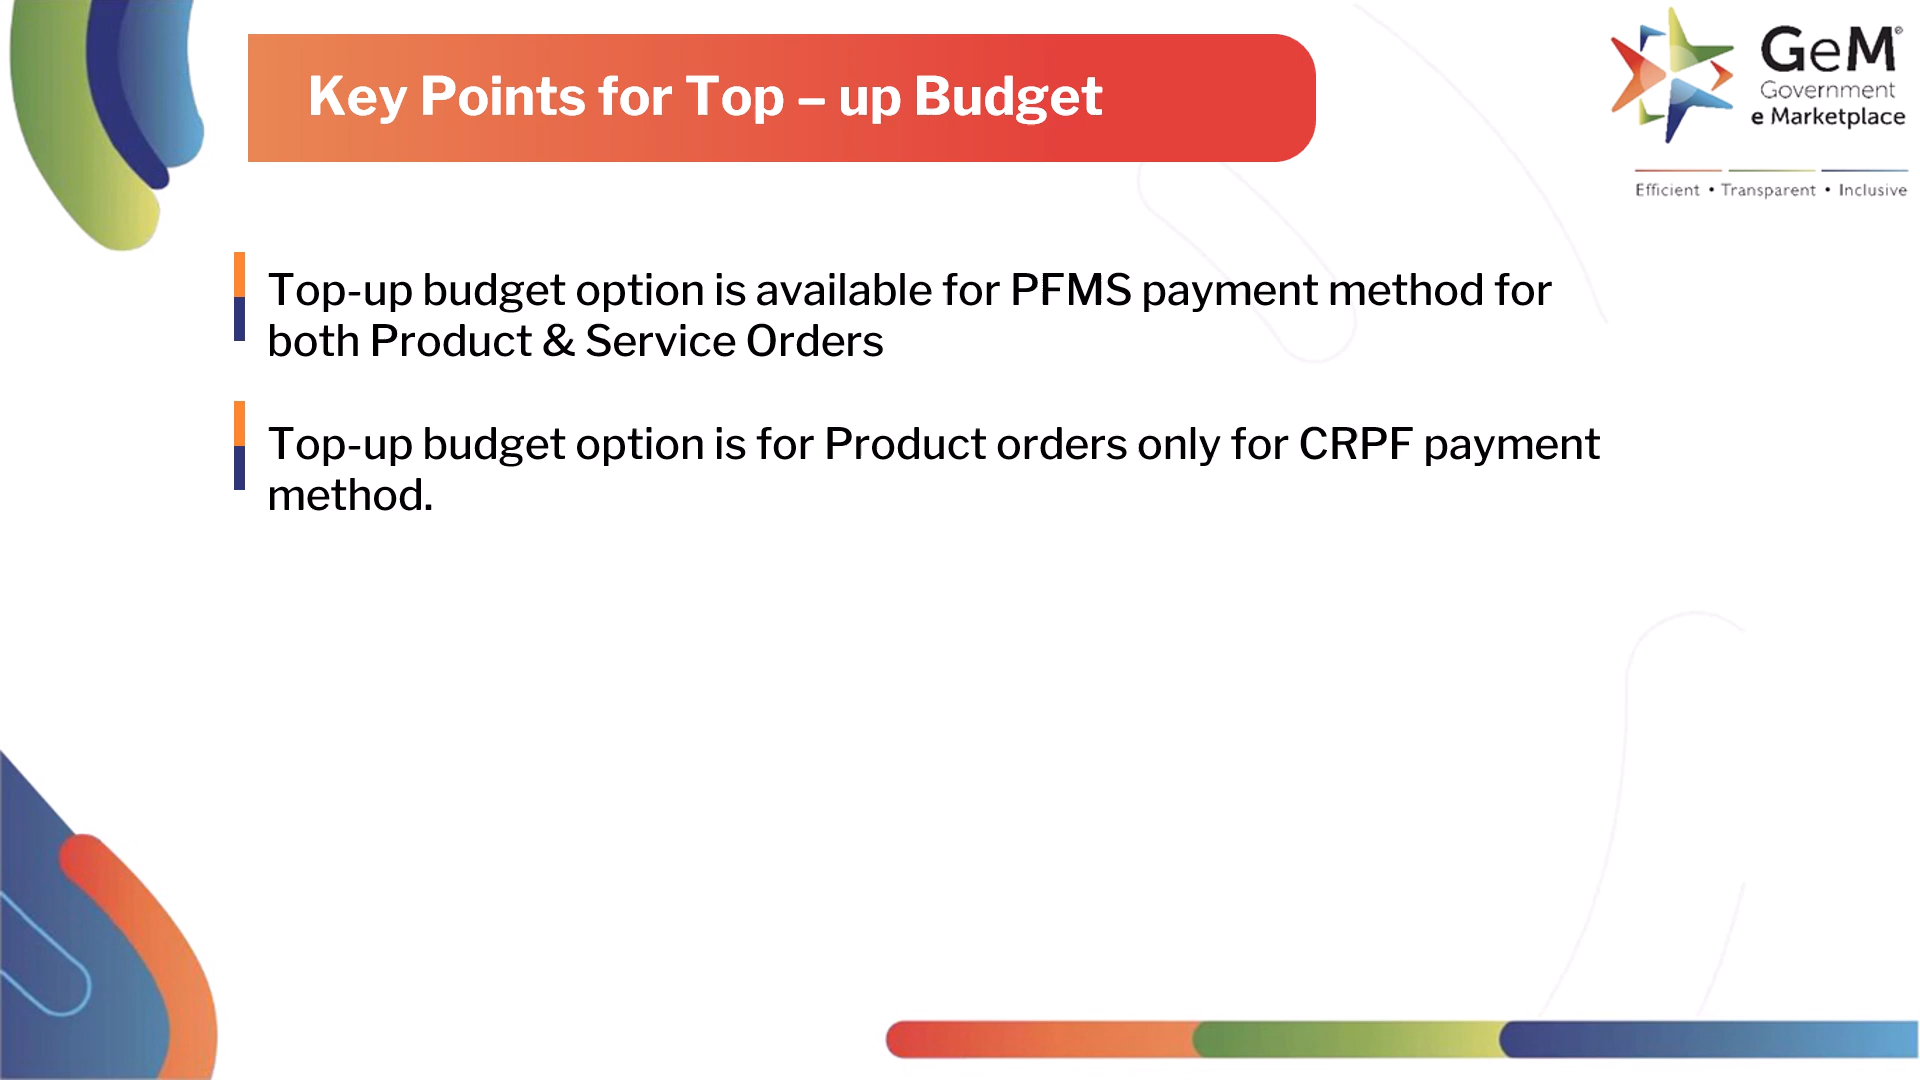 Key Points for Top – up Budget
GeM®
Government
e Marketplace
Efficient • Transparent • Inclusive
Top-up budget option is available for PFMS payment method for
both Product & Service Orders
Top-up budget option is for Product orders only for CRPF payment
method.